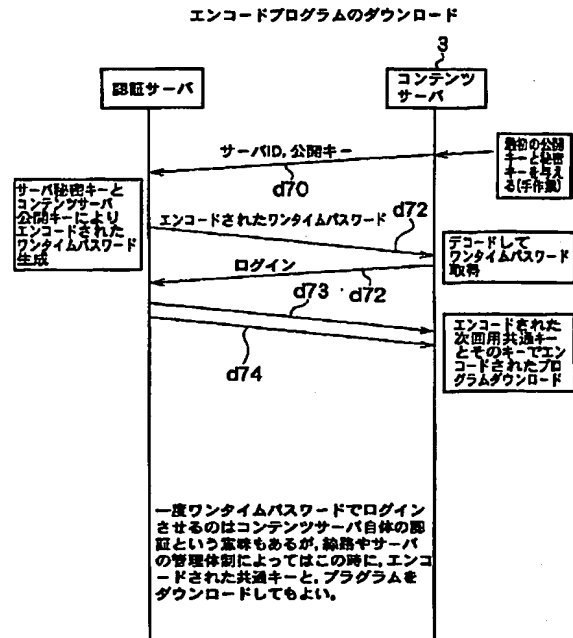 エンコードプログラムのダウンロード
3
認証サーバ
コンテンツ
サーバ
サーバID, 公開キー
d70
最初の公開
キーと秘密
キーを与え
る(手作業)
サーバ秘密キーと
コンテンツサーバ
公開キーにより
エンコードされた
ワンタイムパスワード
生成
エンコードされたワンタイムパスワード
d72
デコードして
ワンタイムパスワード
取得
ログイン
d72
d73
d74
エンコードされた
次回用共通キー
とそのキーでエン
コードされたプロ
グラムダウンロード
一度ワンタイムパスワードでログイン
させるのはコンテンツサーバ自体の認
証という意味もあるが, 線路やサーバ
の管理体制によってはこの時に, エンコ
ードされた共通キーと, プラグラムを
ダウンロードしてもよい。